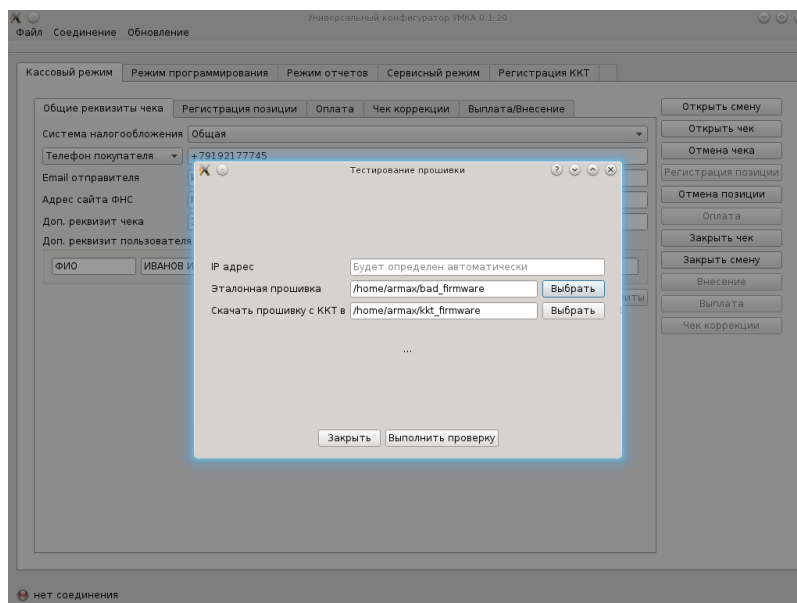 Универсальный конфигуратор УМКА 0.1.20
Файл Соединение Обновление
Кассовый режим Режим программирования Режим отчетов Сервисный режим Регистрация ККТ
Общие реквизиты чека Регистрация позиции Оплата Чек коррекции Выплата/Внесение
Открыть смену
Система налогообложения Общая
Открыть чек
Телефон покупателя +79192177745
Отмена чека
Email отправителя
Регистрация позиции
Адрес сайта ФНС
Отмена позиции
Доп. реквизит чека
Оплата
Доп. реквизит пользователя
Закрыть чек
ФИО ИВАНОВ И
Закрыть смену
Внесение
Выплата
Чек коррекции
Тестирование прошивки
IP адрес Будет определен автоматически
Эталонная прошивка /home/armax/bad_firmware Выбрать
Скачать прошивку с ККТ в /home/armax/kkt_firmware Выбрать
...
Закрыть Выполнить проверку
нет соединения